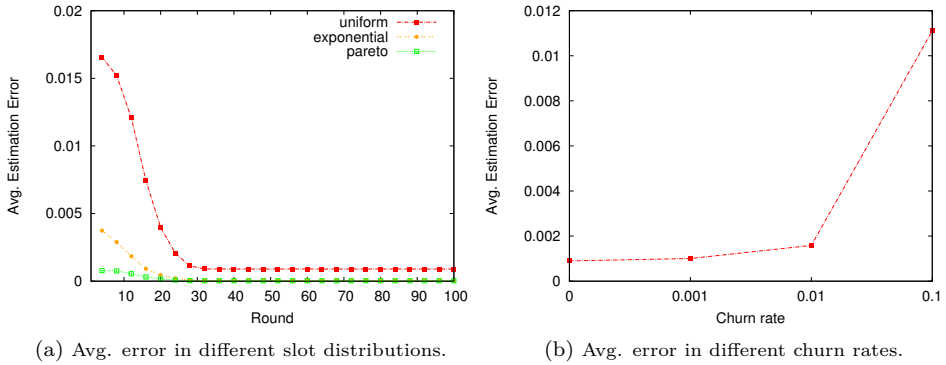 uniform
exponential
pareto
0.02
0.015
0.01
0.005
0
Avg. Estimation Error
10 20 30 40 50 60 70 80 90 100
Round
(a) Avg. error in different slot distributions.
0.012
0.01
0.008
0.006
0.004
0.002
0
Avg. Estimation Error
0 0.001 0.01 0.1
Churn rate
(b) Avg. error in different churn rates.